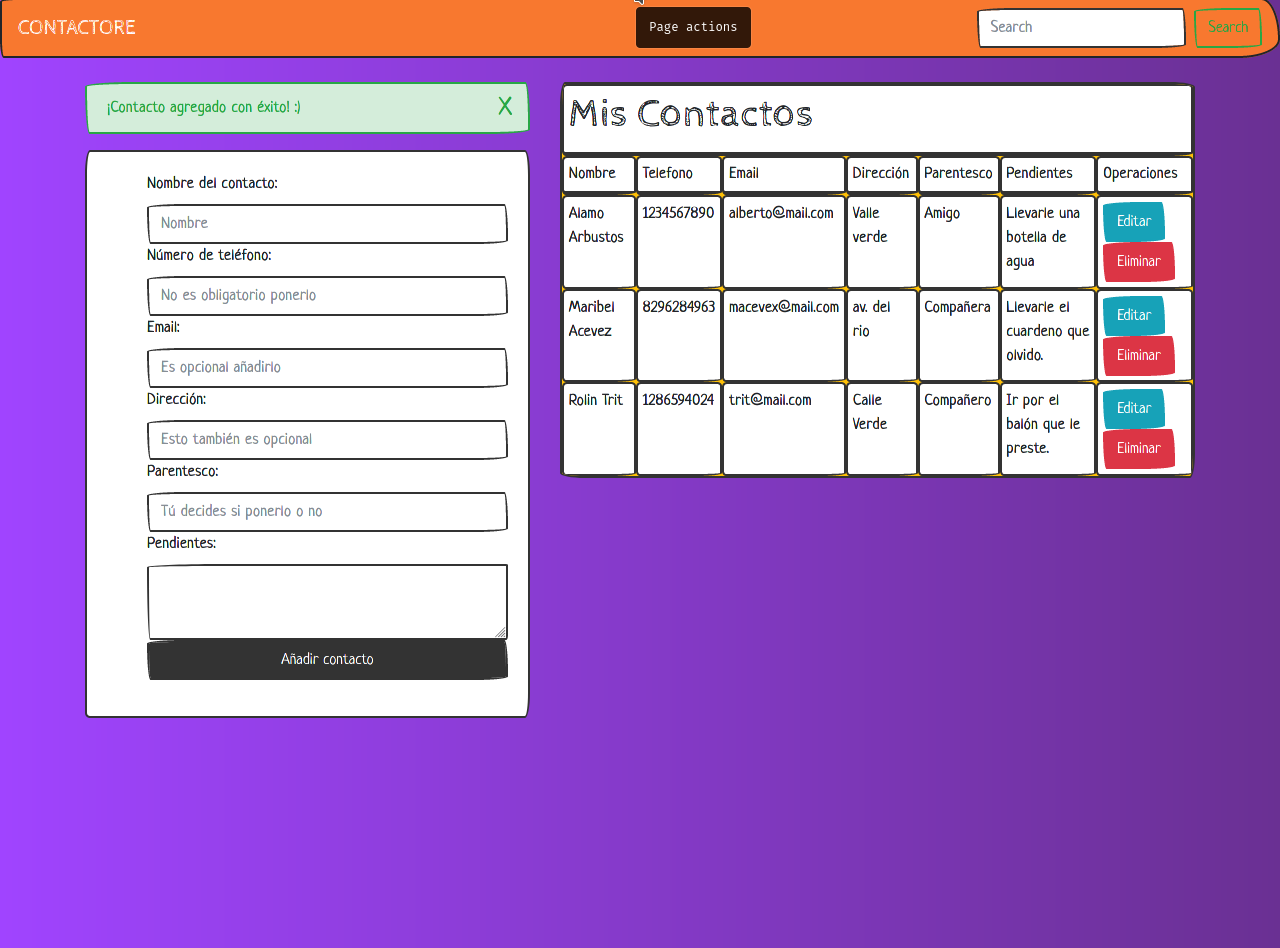 CONTACTORE
Page actions
Search
Search
¡Contacto agregado con éxito! :)
X
Nombre del contacto:
Nombre
Número de teléfono:
No es obligatorio ponerlo
Email:
Es opcional añadirlo
Dirección:
Esto también es opcional
Parentesco:
Tú decides si ponerlo o no
Pendientes:
Añadir contacto
Mis Contactos
Nombre Telefono Email Dirección Parentesco Pendientes Operaciones
Alamo 1234567890 alberto@mail.com Valle Amigo Llevarle una Editar
Arbustos verde botella de
agua Eliminar
Maribel 8296284963 macevex@mail.com av. del Compañera Llevarle el Editar
Acevez rio cuardeno que
olvido. Eliminar
Rolin Trit 1286594024 trit@mail.com Calle Compañero Ir por el Editar
Verde balón que le
preste. Eliminar